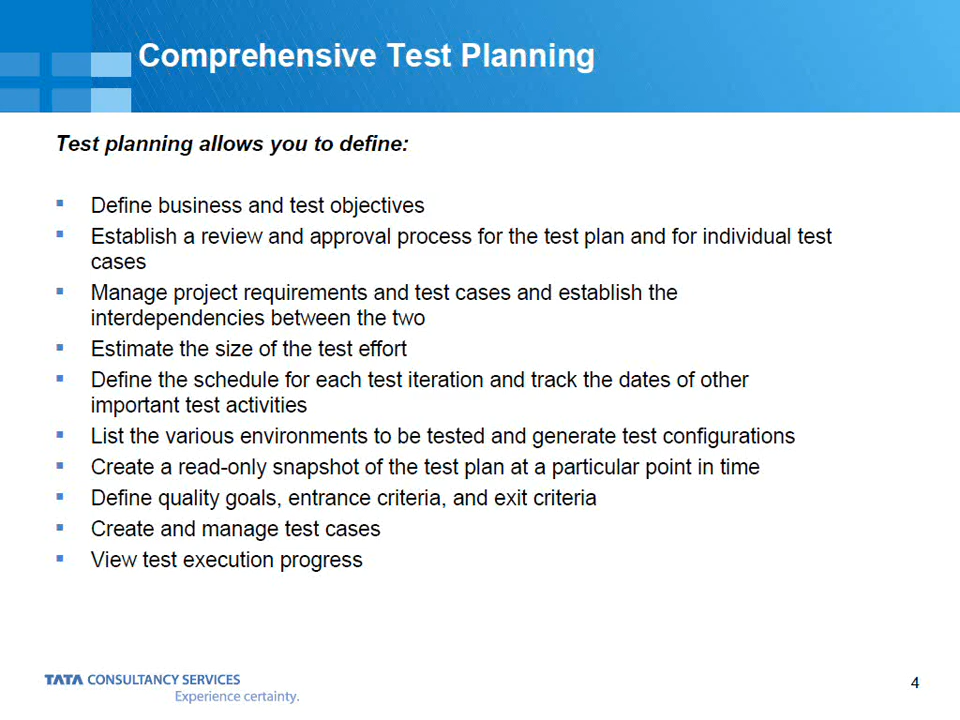 Comprehensive Test Planning
Test planning allows you to define:
▪ Define business and test objectives
▪ Establish a review and approval process for the test plan and for individual test
cases
▪ Manage project requirements and test cases and establish the
interdependencies between the two
▪ Estimate the size of the test effort
▪ Define the schedule for each test iteration and track the dates of other
important test activities
▪ List the various environments to be tested and generate test configurations
▪ Create a read-only snapshot of the test plan at a particular point in time
▪ Define quality goals, entrance criteria, and exit criteria
▪ Create and manage test cases
▪ View test execution progress
TATA CONSULTANCY SERVICES
Experience certainty.
4